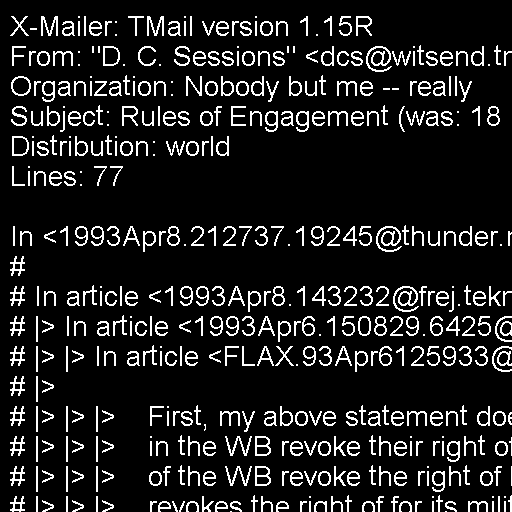 X-Mailer: TMail version 1.15R
From: "D. C. Sessions" <dcs@witsend.tn
Organization: Nobody but me -- really
Subject: Rules of Engagement (was: 18
Distribution: world
Lines: 77

In <1993Apr8.212737.19245@thunder.
#
# In article <1993Apr8.143232@frej.tekn
# |> In article <1993Apr6.150829.6425@
# |> |> In article <FLAX.93Apr6125933@
# |>
# |> |> |> First, my above statement doe
# |> |> |> in the WB revoke their right of
# |> |> |> of the WB revoke the right of
# |> |> |> revokes the right of for its mili